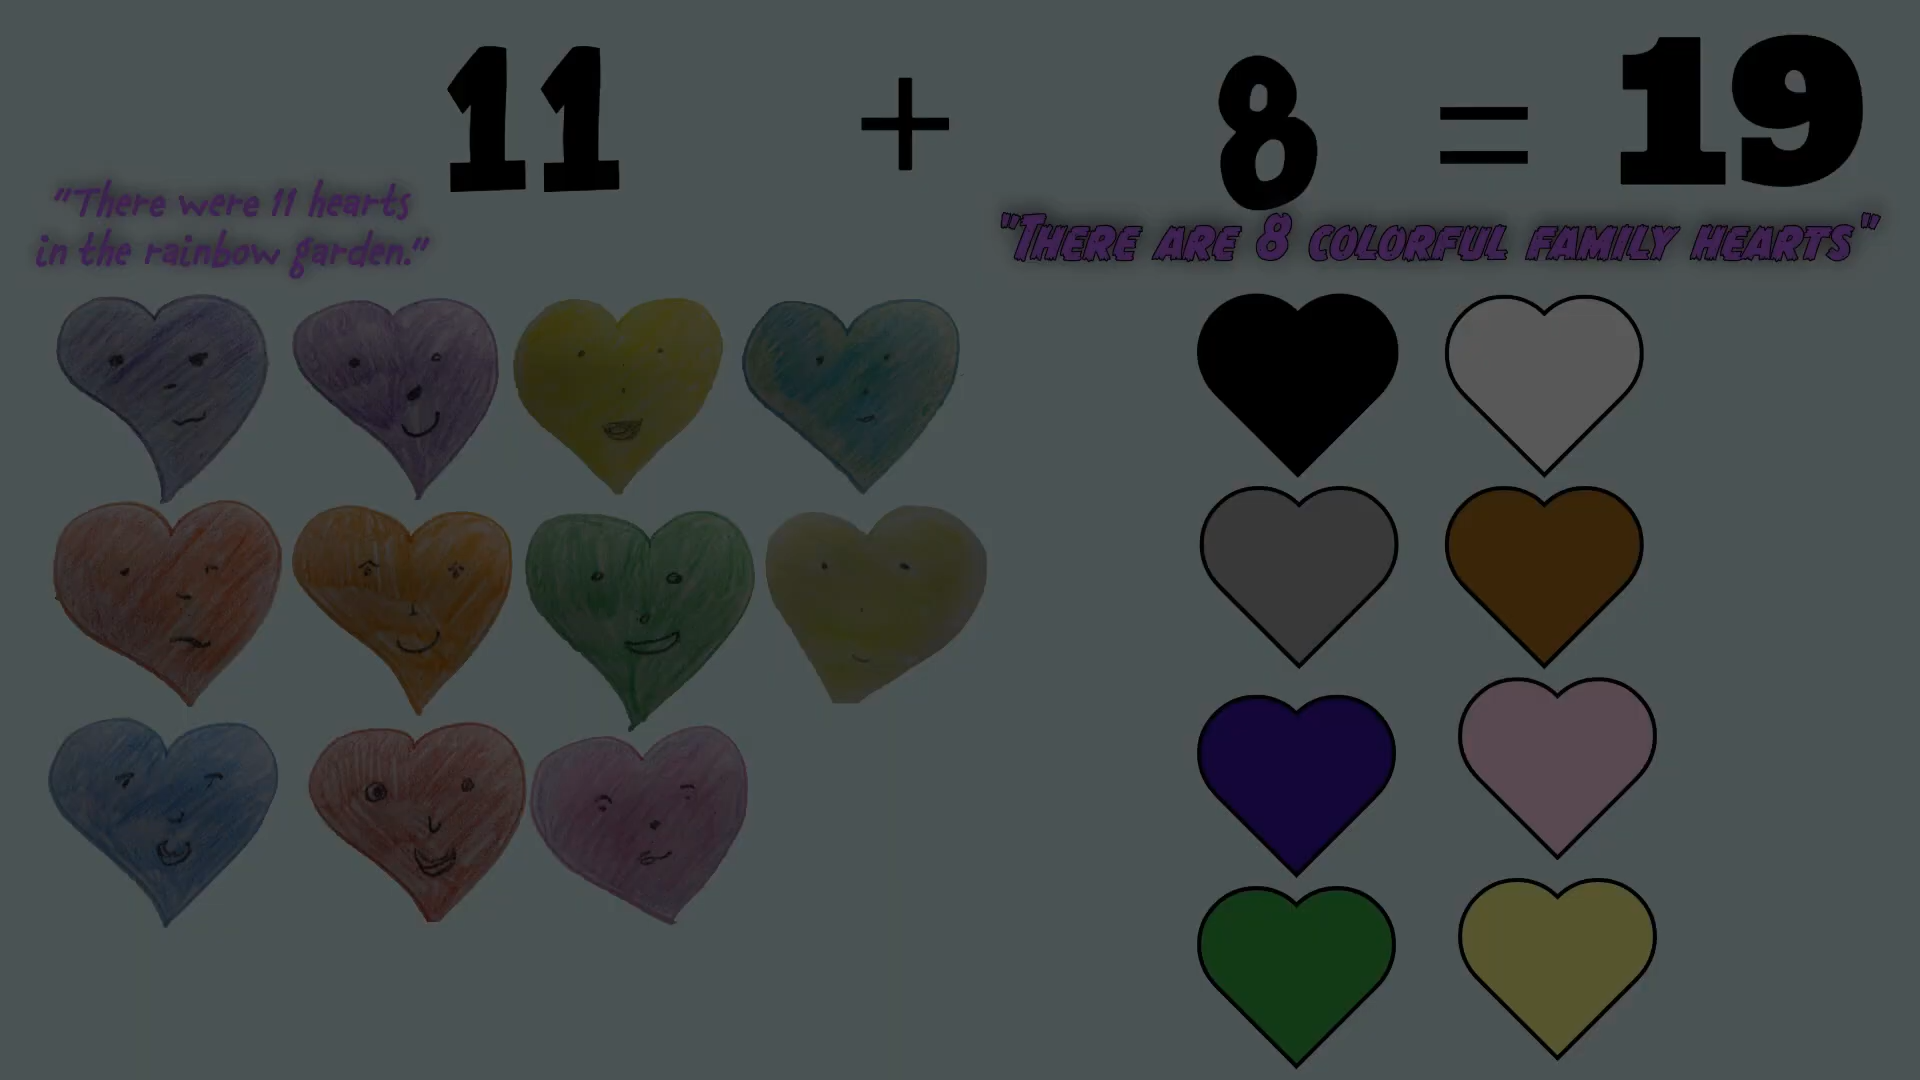 11 + 8 = 19
"There were 11 hearts
in the rainbow garden."
"There are 8 colorful family hearts"